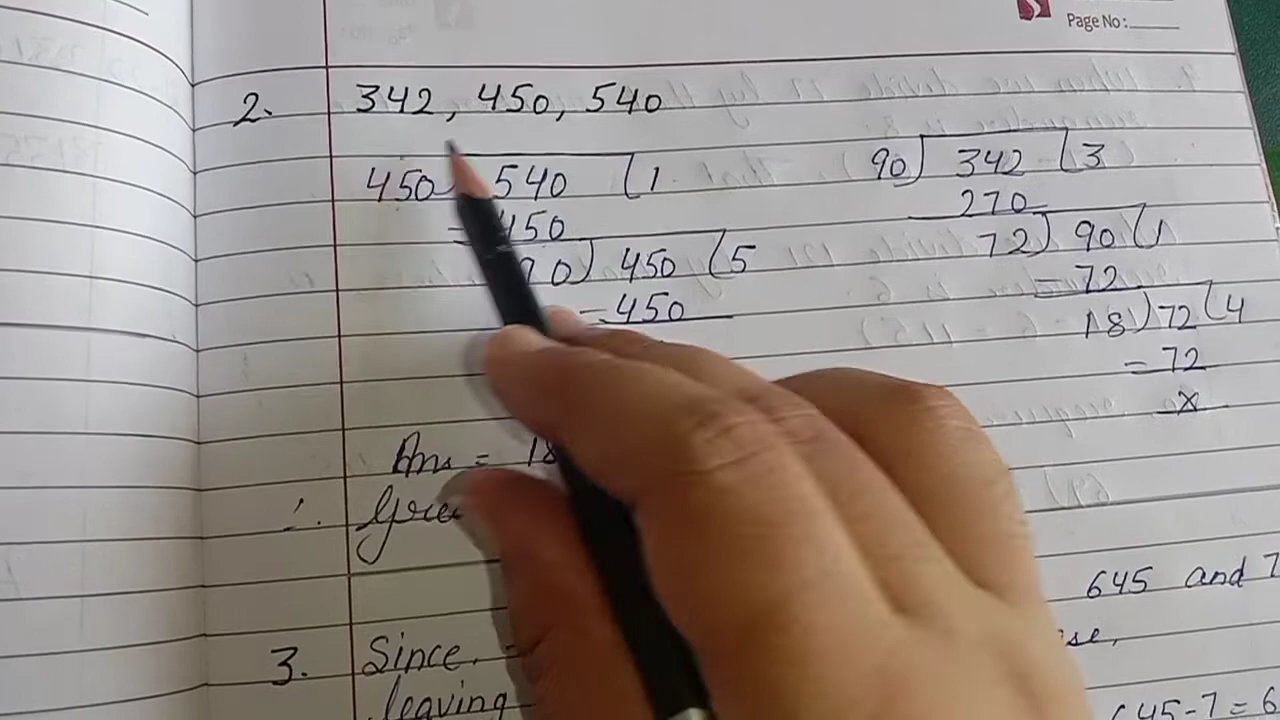 Page No:
2. 342, 450, 540
450) 540 (1
450
90) 450 (5
- 450
90) 342 (3
270
72) 90 (1
- 72
18) 72 (4
- 72
x
Ans = 18
∴
3. Since,
leaving
645 and 7
645-7 = 6